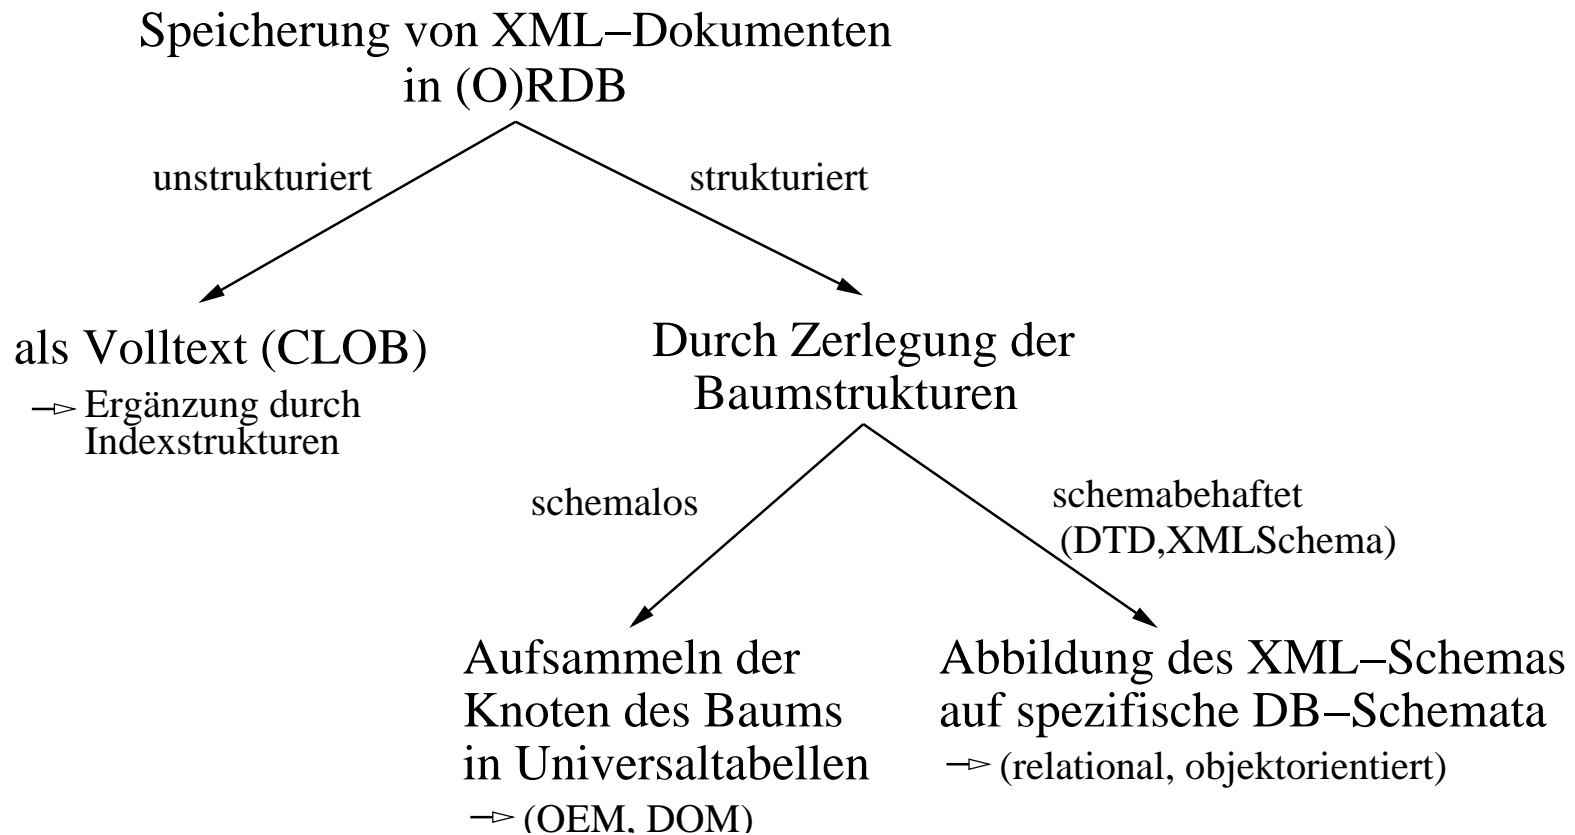 Speicherung von XML–Dokumenten
in (O)RDB
unstrukturiert
strukturiert
als Volltext (CLOB)
Ergänzung durch
Indexstrukturen
Durch Zerlegung der
Baumstrukturen
schemalos
schemabehaftet
(DTD,XMLSchema)
Aufsammeln der
Knoten des Baums
in Universaltabellen
(OEM, DOM)
Abbildung des XML–Schemas
auf spezifische DB–Schemata
(relational, objektorientiert)